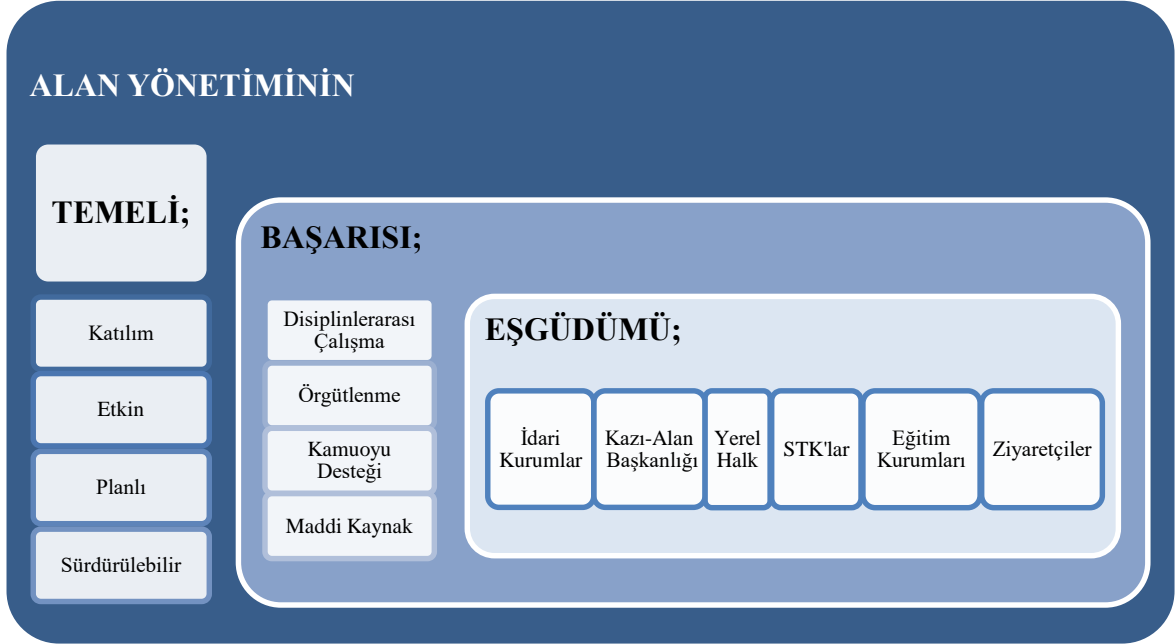 ALAN YÖNETİMİNİN
TEMELİ;
Katılım
Etkin
Planlı
Sürdürülebilir
BAŞARISI;
Disiplinlerarası
Çalışma
Örgütlenme
Kamuoyu
Desteği
Maddi Kaynak
EŞGÜDÜMÜ;
İdari
Kurumlar
Kazı-Alan
Başkanlığı
Yerel
Halk
STK'lar
Eğitim
Kurumları
Ziyaretçiler